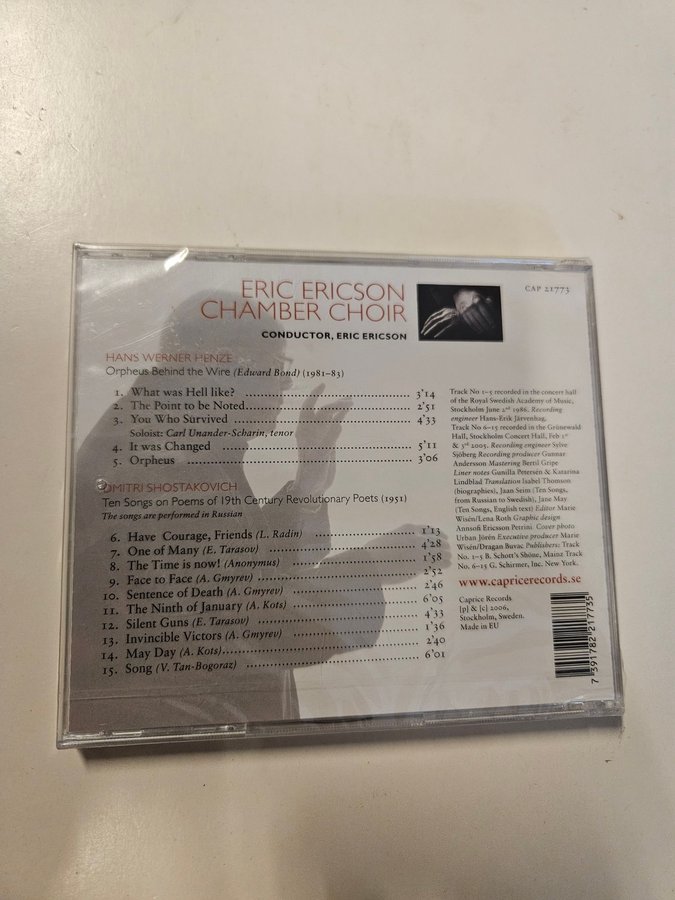 ERIC ERICSON
CHAMBER CHOIR
CONDUCTOR, ERIC ERICSON
CAP 21773
HANS WERNER HENZE
Orpheus Behind the Wire (Edward Bond) (1981–83)
1. What was Hell like? 3'14
2. The Point to be Noted 2'51
3. You Who Survived 4'33
Soloist: Carl Unander-Scharin, tenor
4. It was Changed 5'11
5. Orpheus 3'06
DMITRI SHOSTAKOVICH
Ten Songs on Poems of 19th Century Revolutionary Poets (1951)
The songs are performed in Russian
6. Have Courage, Friends (L. Radin) 1'13
7. One of Many (E. Tarasov) 4'28
8. The Time is now! (Anonymus) 1'58
9. Face to Face (A. Gmyrev) 2'52
10. Sentence of Death (A. Gmyrev) 2'46
11. The Ninth of January (A. Kots) 6'05
12. Silent Guns (E. Tarasov) 4'33
13. Invincible Victors (A. Gmyrev) 1'36
14. May Day (A. Kots) 2'40
15. Song (V. Tan-Bogoraz) 6'01
Track No 1–5 recorded in the concert hall
of the Royal Swedish Academy of Music,
Stockholm June 2nd 1986. Recording
engineer Hans-Erik Järvenhag.
Track No 6–15 recorded in the Grünewald
Hall, Stockholm Concert Hall, Feb 1st
& 5st 2005. Recording engineer Sylve
Sjöberg Recording producer Gunnar
Andersson Mastering Bertil Gripe
Liner notes Gunilla Petersén & Katarina
Lindblad Translation Isabel Thomson
(biographies), Jaan Seim (Ten Songs,
from Russian to Swedish), Jane May
(Ten Songs, English text) Editor Marie
Wisén/Lena Roth Graphic design
Annsofi Ericsson Petrini Cover photo
Urban Jörén Executive producer Marie
Wisén/Dragan Buvac Publishers: Track
No. 1–5 B. Schott's Shöne, Mainz Track
No. 6–15 G. Schirmer, Inc. New York.
www.capricerecords.se
Caprice Records
[p] & [c] 2006,
Stockholm, Sweden.
Made in EU
7 391782 217735